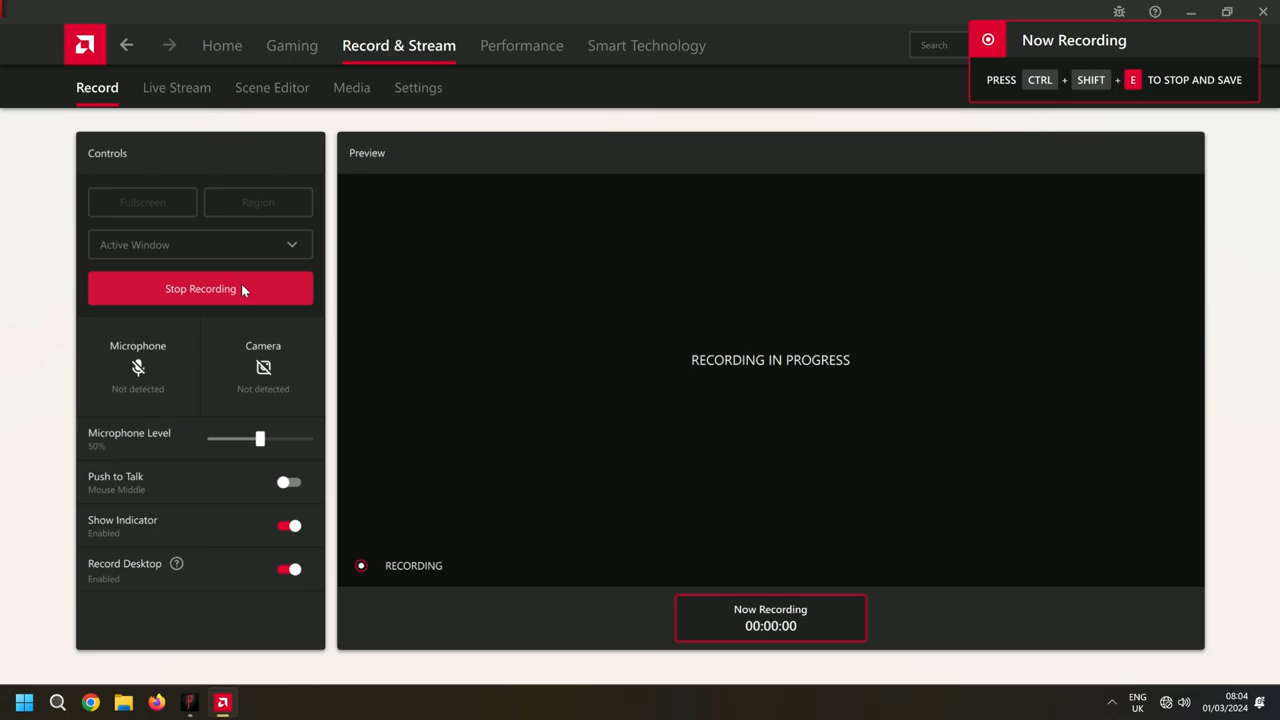 Home
Gaming
Record & Stream
Performance
Smart Technology
Search
Now Recording
PRESS CTRL + SHIFT + E TO STOP AND SAVE
Record
Live Stream
Scene Editor
Media
Settings
Controls
Fullscreen
Region
Active Window
Stop Recording
Microphone
Not detected
Camera
Not detected
Microphone Level
50%
Push to Talk
Mouse Middle
Show Indicator
Enabled
Record Desktop ?
Enabled
Preview
RECORDING IN PROGRESS
RECORDING
Now Recording
00:00:00
ENG
UK
08:04
01/03/2024